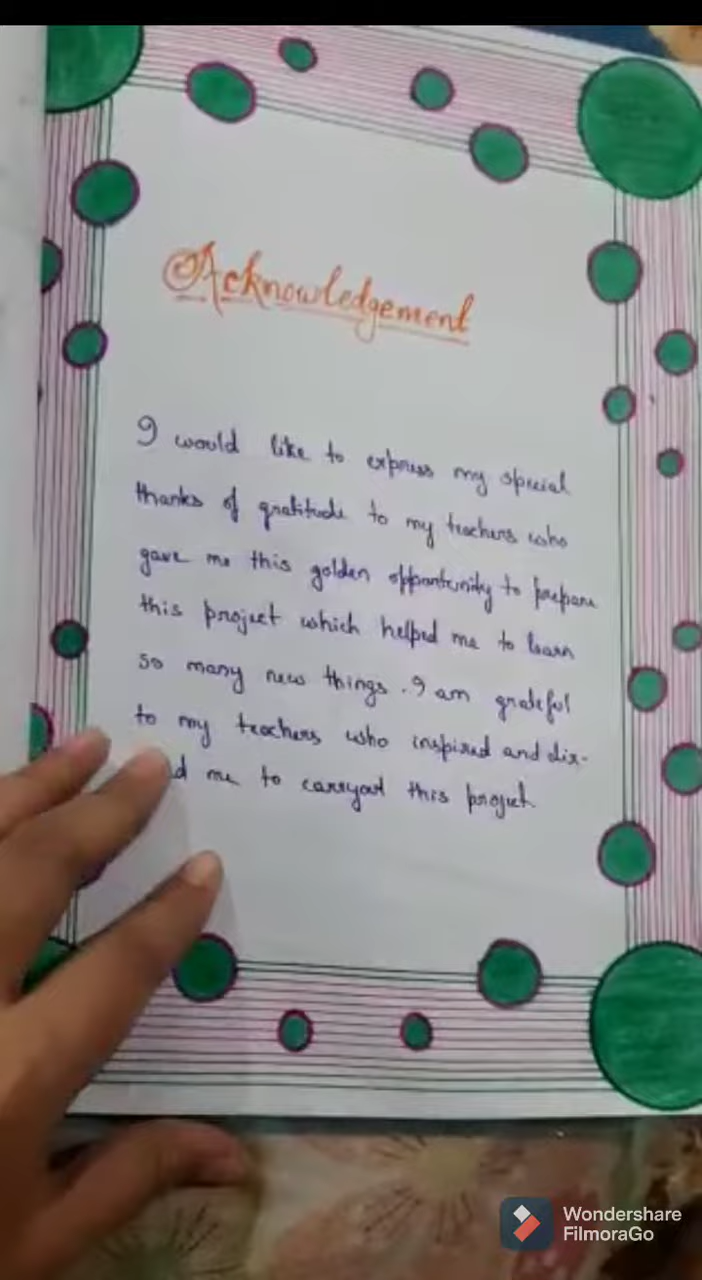 Acknowledgement
I would like to express my special
thanks of gratitude to my teachers who
gave me this golden opportunity to prepare
this project which helped me to learn
so many new things. I am grateful
to my teachers who inspired and dir-
me to carryout this project
Wondershare
FilmoraGo